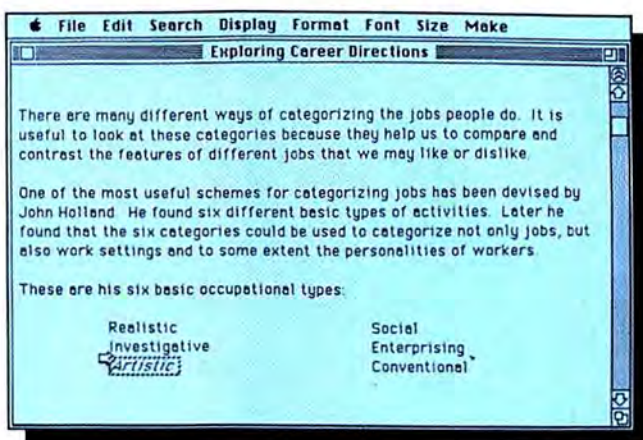 File Edit Search Display Format Font Size Make
Exploring Career Directions
There are many different ways of categorizing the jobs people do. It is
useful to look at these categories because they help us to compare and
contrast the features of different jobs that we may like or dislike.
One of the most useful schemes for categorizing jobs has been devised by
John Holland. He found six different basic types of activities. Later he
found that the six categories could be used to categorize not only jobs, but
also work settings and to some extent the personalities of workers.
These are his six basic occupational types:
Realistic Social
Investigative Enterprising
Artistic Conventional